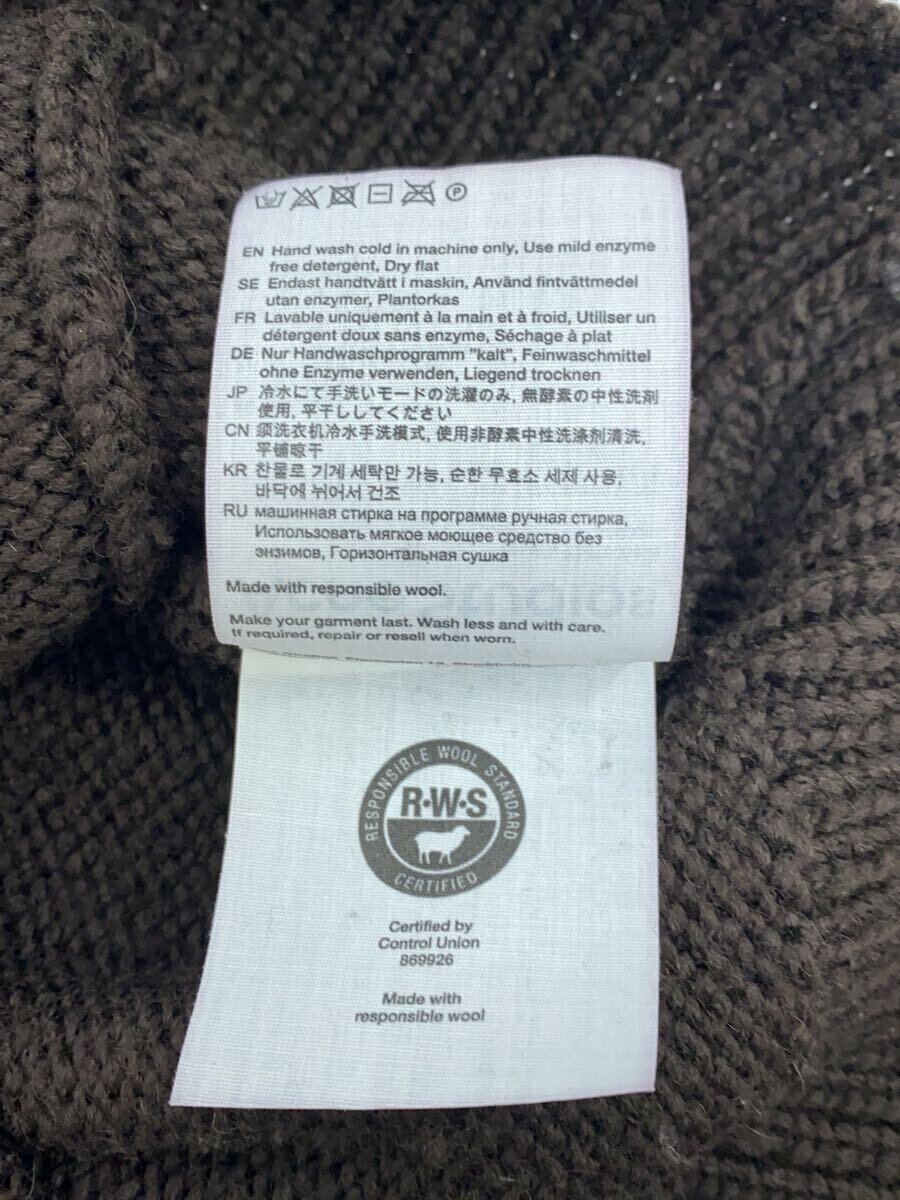 EN Hand wash cold in machine only, Use mild enzyme
free detergent, Dry flat
SE Endast handtvätt i maskin, Använd fintvättmedel
utan enzymer, Plantorkas
FR Lavable uniquement à la main et à froid, Utiliser un
détergent doux sans enzyme, Séchage à plat
DE Nur Handwaschprogramm "kalt", Feinwaschmittel
ohne Enzyme verwenden, Liegend trocknen
JP 冷水にて手洗いモードの洗濯のみ, 無酵素の中性洗剤
使用, 平干ししてください
CN 须洗衣机冷水手洗模式, 使用非酵素中性洗涤剂清洗,
平铺晾干
KR 찬물로 기계 세탁만 가능, 순한 무효소 세제 사용,
바닥에 뉘어서 건조
RU машинная стирка на программе ручная стирка,
Использовать мягкое моющее средство без
энзимов, Горизонтальная сушка
Made with responsible wool.
Make your garment last. Wash less and with care.
If required, repair or resell when worn.
RESPONSIBLE WOOL STANDARD
R·W·S
CERTIFIED
Certified by
Control Union
869926
Made with
responsible wool